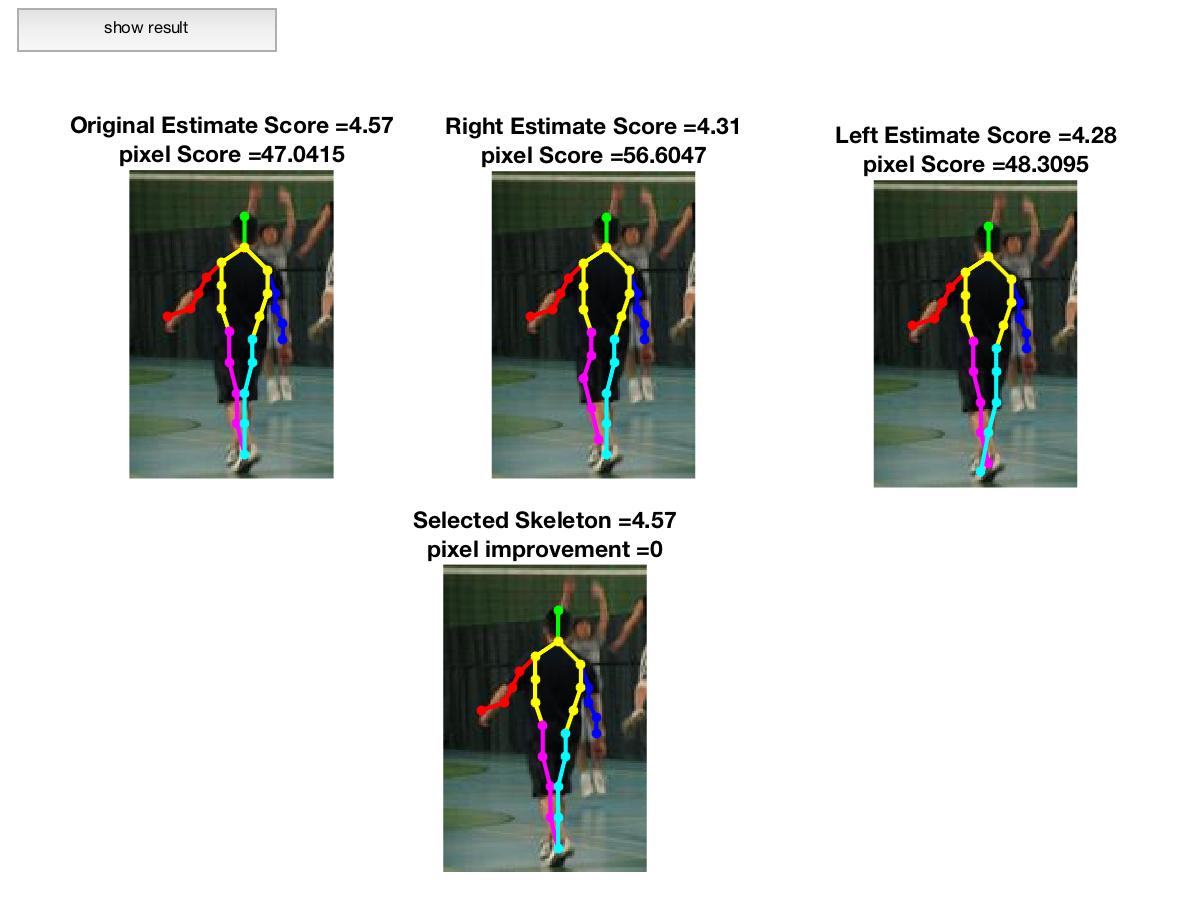 show result
Original Estimate Score =4.57
pixel Score =47.0415
Right Estimate Score =4.31
pixel Score =56.6047
Left Estimate Score =4.28
pixel Score =48.3095
Selected Skeleton =4.57
pixel improvement =0